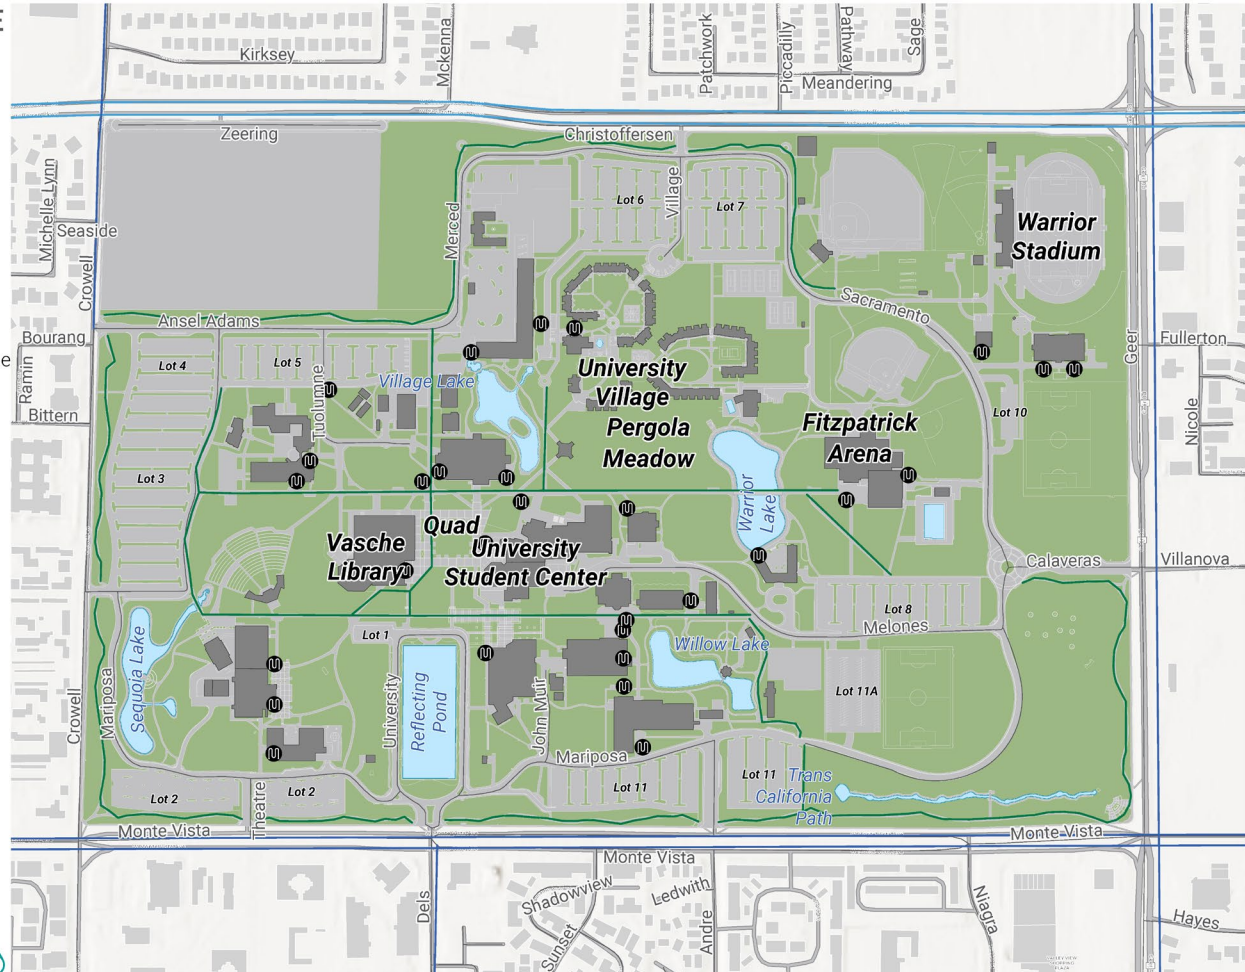 Kirksey
Mckenna
Patchwork
Piccadilly
Pathway
Sage
Meandering
Zeering
Christoffersen
Michelle Lynn
Seaside
Crowell
Merced
Lot 6
Village
Lot 7
Warrior
Stadium
Ansel Adams
Sacramento
Bourang
e
Ramin
Bittern
Lot 4
Lot 5
Tuolumne
Village Lake
University
Village
Pergola
Meadow
Fitzpatrick
Arena
Lot 10
Geer
Fullerton
Nicole
Lot 3
Vasche
Library
Quad
University
Student Center
Warrior
Lake
Calaveras
Villanova
Lot 8
Melones
Sequoia Lake
Lot 1
Willow Lake
Lot 11A
Crowell
Mariposa
University
Reflecting
Pond
John Muir
Mariposa
Lot 2
Theatre
Lot 2
Lot 11
Lot 11
Trans
California
Path
Monte Vista
Monte Vista
Monte Vista
Dels
Shadowview
Sunset
Ledwith
Andre
Niagra
Hayes